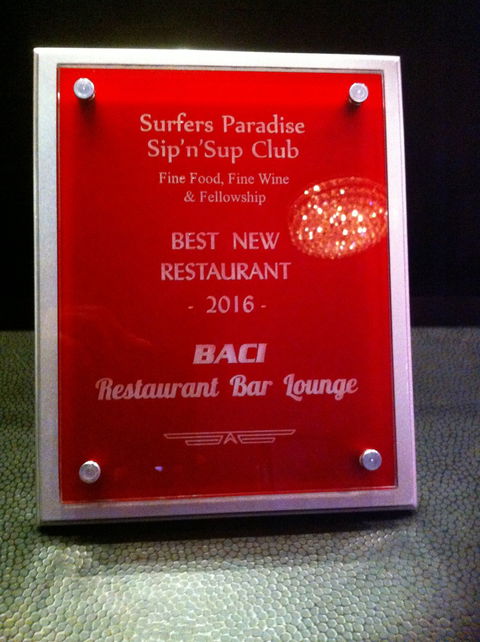 Surfers Paradise
Sip'n'Sup Club
Fine Food, Fine Wine
& Fellowship
BEST NEW
RESTAURANT
- 2016 -
BACI
Restaurant Bar Lounge